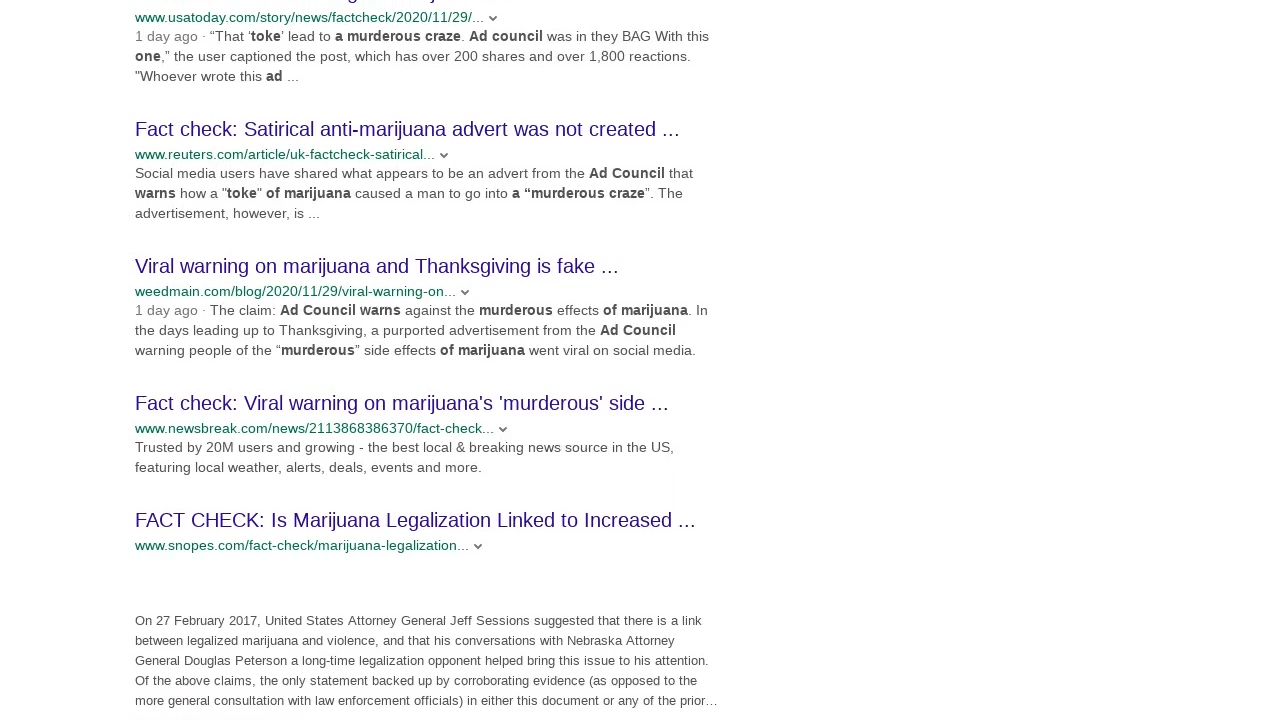 www.usatoday.com/story/news/factcheck/2020/11/29/...
1 day ago · “That ‘toke’ lead to a murderous craze. Ad council was in they BAG With this
one,” the user captioned the post, which has over 200 shares and over 1,800 reactions.
"Whoever wrote this ad ...
Fact check: Satirical anti-marijuana advert was not created ...
www.reuters.com/article/uk-factcheck-satirical...
Social media users have shared what appears to be an advert from the Ad Council that
warns how a "toke" of marijuana caused a man to go into a “murderous craze”. The
advertisement, however, is ...
Viral warning on marijuana and Thanksgiving is fake ...
weedmain.com/blog/2020/11/29/viral-warning-on...
1 day ago · The claim: Ad Council warns against the murderous effects of marijuana. In
the days leading up to Thanksgiving, a purported advertisement from the Ad Council
warning people of the “murderous” side effects of marijuana went viral on social media.
Fact check: Viral warning on marijuana's 'murderous' side ...
www.newsbreak.com/news/2113868386370/fact-check...
Trusted by 20M users and growing - the best local & breaking news source in the US,
featuring local weather, alerts, deals, events and more.
FACT CHECK: Is Marijuana Legalization Linked to Increased ...
www.snopes.com/fact-check/marijuana-legalization...
On 27 February 2017, United States Attorney General Jeff Sessions suggested that there is a link
between legalized marijuana and violence, and that his conversations with Nebraska Attorney
General Douglas Peterson a long-time legalization opponent helped bring this issue to his attention.
Of the above claims, the only statement backed up by corroborating evidence (as opposed to the
more general consultation with law enforcement officials) in either this document or any of the prior…